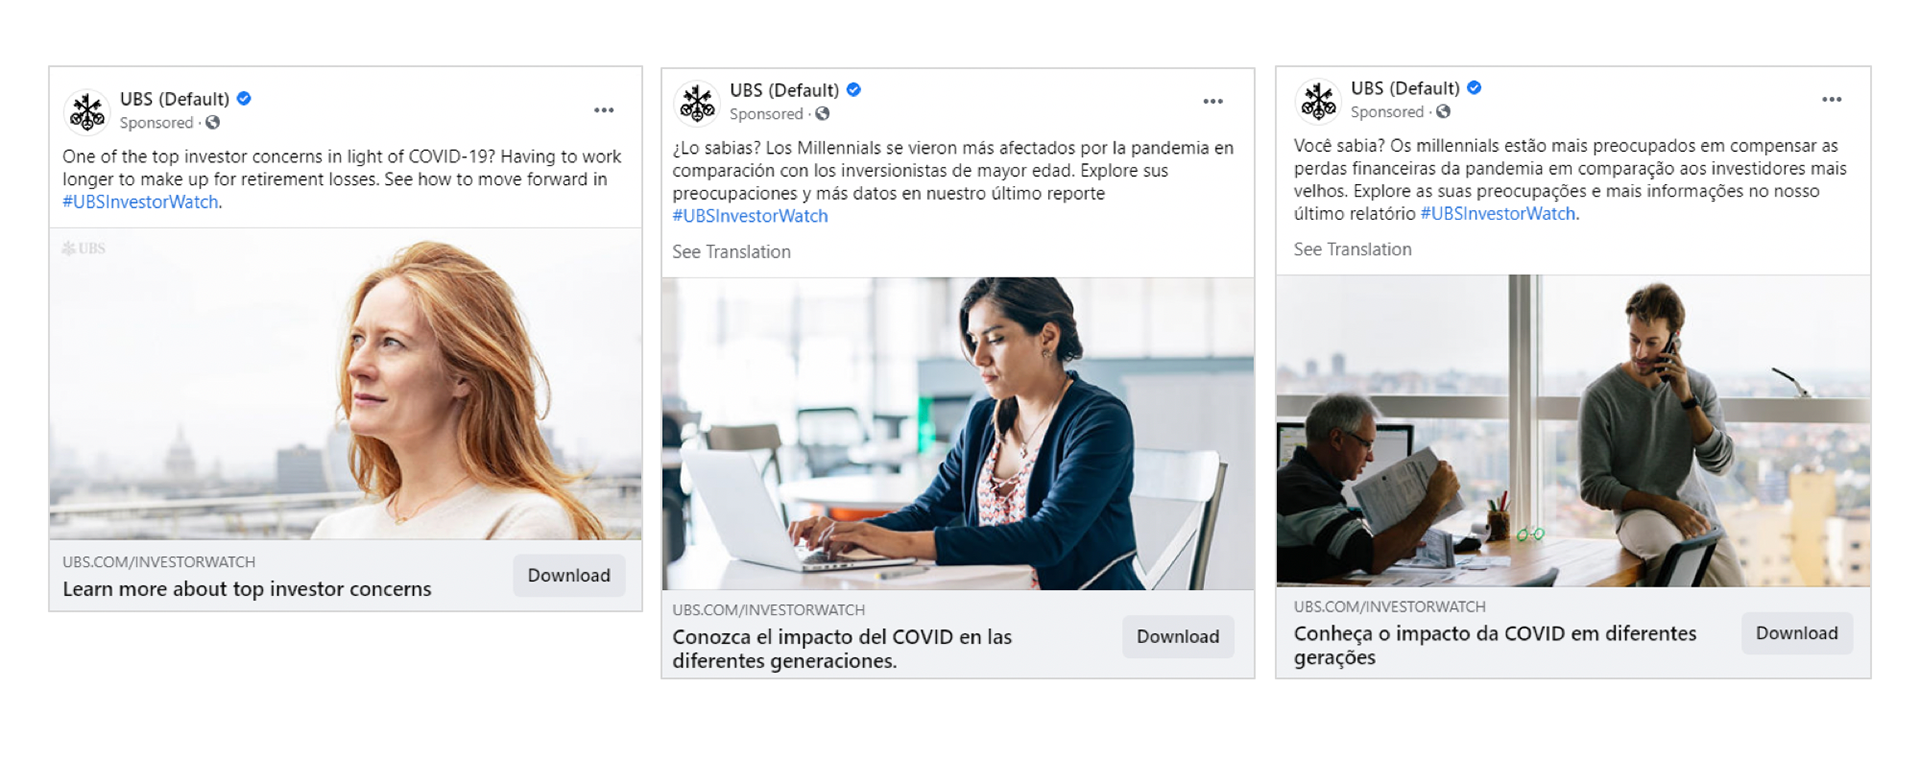 UBS (Default)
Sponsored ·
One of the top investor concerns in light of COVID-19? Having to work
longer to make up for retirement losses. See how to move forward in
#UBSInvestorWatch.
UBS
UBS.COM/INVESTORWATCH
Learn more about top investor concerns
Download
UBS (Default)
Sponsored ·
¿Lo sabias? Los Millennials se vieron más afectados por la pandemia en
comparación con los inversionistas de mayor edad. Explore sus
preocupaciones y más datos en nuestro último reporte
#UBSInvestorWatch
See Translation
UBS.COM/INVESTORWATCH
Conozca el impacto del COVID en las
diferentes generaciones.
Download
UBS (Default)
Sponsored ·
Você sabia? Os millennials estão mais preocupados em compensar as
perdas financeiras da pandemia em comparação aos investidores mais
velhos. Explore as suas preocupações e mais informações no nosso
último relatório #UBSInvestorWatch.
See Translation
UBS.COM/INVESTORWATCH
Conheça o impacto da COVID em diferentes
gerações
Download